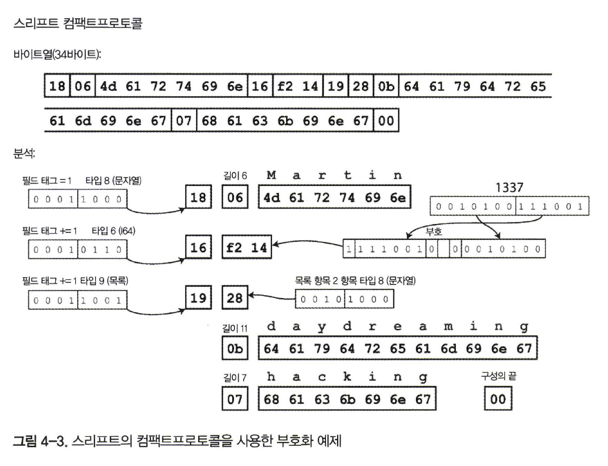 스리프트 컴팩트프로토콜
바이트열(34바이트):
18 06 4d 61 72 74 69 6e 16 f2 14 19 28 0b 64 61 79 64 72 65
61 6d 69 6e 67 07 68 61 63 6b 69 6e 67 00
분석:
필드 태그 = 1 타입 8 (문자열)
0 0 0 1 1 0 0 0
18
길이 6
06
M a r t i n
4d 61 72 74 69 6e
1337
0 0 1 0 1 0 0 1 1 1 0 0 1
필드 태그 += 1 타입 6 (i64)
0 0 0 1 0 1 1 0
16
f2 14
부호
1 1 1 1 0 0 1 0 0 0 0 1 0 1 0 0
필드 태그 += 1 타입 9 (목록)
0 0 0 1 1 0 0 1
19
28
목록 항목 2 항목 타입 8 (문자열)
0 0 1 0 1 0 0 0
길이 11
0b
d a y d r e a m i n g
64 61 79 64 72 65 61 6d 69 6e 67
길이 7
07
h a c k i n g
68 61 63 6b 69 6e 67
구성의 끝
00
그림 4-3. 스리프트의 컴팩트프로토콜을 사용한 부호화 예제